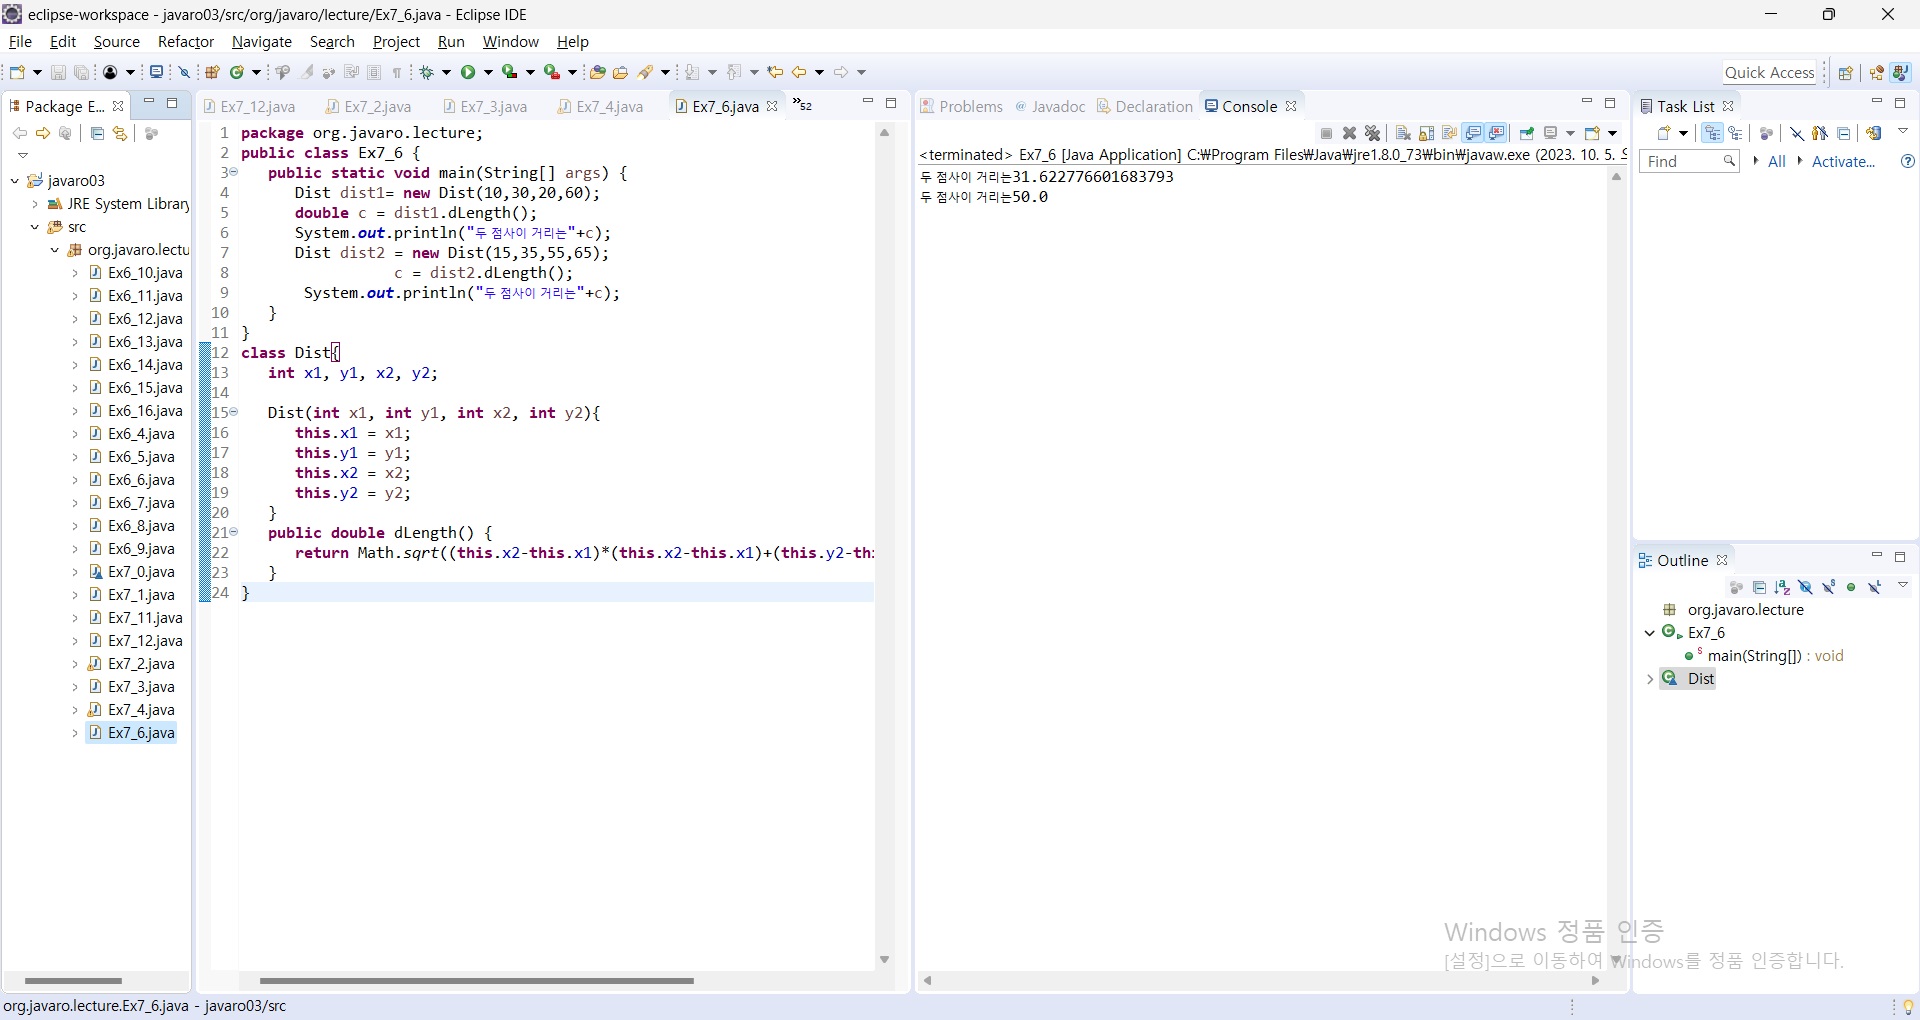 eclipse-workspace - javaro03/src/org/javaro/lecture/Ex7_6.java - Eclipse IDE
File Edit Source Refactor Navigate Search Project Run Window Help
Quick Access
Package E...
Ex7_12.java Ex7_2.java Ex7_3.java Ex7_4.java Ex7_6.java »52
Problems Javadoc Declaration Console
Task List
javaro03
JRE System Library
src
org.javaro.lectu
Ex6_10.java
Ex6_11.java
Ex6_12.java
Ex6_13.java
Ex6_14.java
Ex6_15.java
Ex6_16.java
Ex6_4.java
Ex6_5.java
Ex6_6.java
Ex6_7.java
Ex6_8.java
Ex6_9.java
Ex7_0.java
Ex7_1.java
Ex7_11.java
Ex7_12.java
Ex7_2.java
Ex7_3.java
Ex7_4.java
Ex7_6.java
1 package org.javaro.lecture;
2 public class Ex7_6 {
3 public static void main(String[] args) {
4 Dist dist1= new Dist(10,30,20,60);
5 double c = dist1.dLength();
6 System.out.println("두 점사이 거리는"+c);
7 Dist dist2 = new Dist(15,35,55,65);
8 c = dist2.dLength();
9 System.out.println("두 점사이 거리는"+c);
10 }
11 }
12 class Dist{
13 int x1, y1, x2, y2;
14
15 Dist(int x1, int y1, int x2, int y2){
16 this.x1 = x1;
17 this.y1 = y1;
18 this.x2 = x2;
19 this.y2 = y2;
20 }
21 public double dLength() {
22 return Math.sqrt((this.x2-this.x1)*(this.x2-this.x1)+(this.y2-th
23 }
24 }
<terminated> Ex7_6 [Java Application] C:₩Program Files₩Java₩jre1.8.0_73₩bin₩javaw.exe (2023. 10. 5.
두 점사이 거리는31.622776601683793
두 점사이 거리는50.0
Find All Activate...
Outline
org.javaro.lecture
Ex7_6
main(String[]) : void
Dist
Windows 정품 인증
[설정]으로 이동하여 Windows를 정품 인증합니다.
org.javaro.lecture.Ex7_6.java - javaro03/src